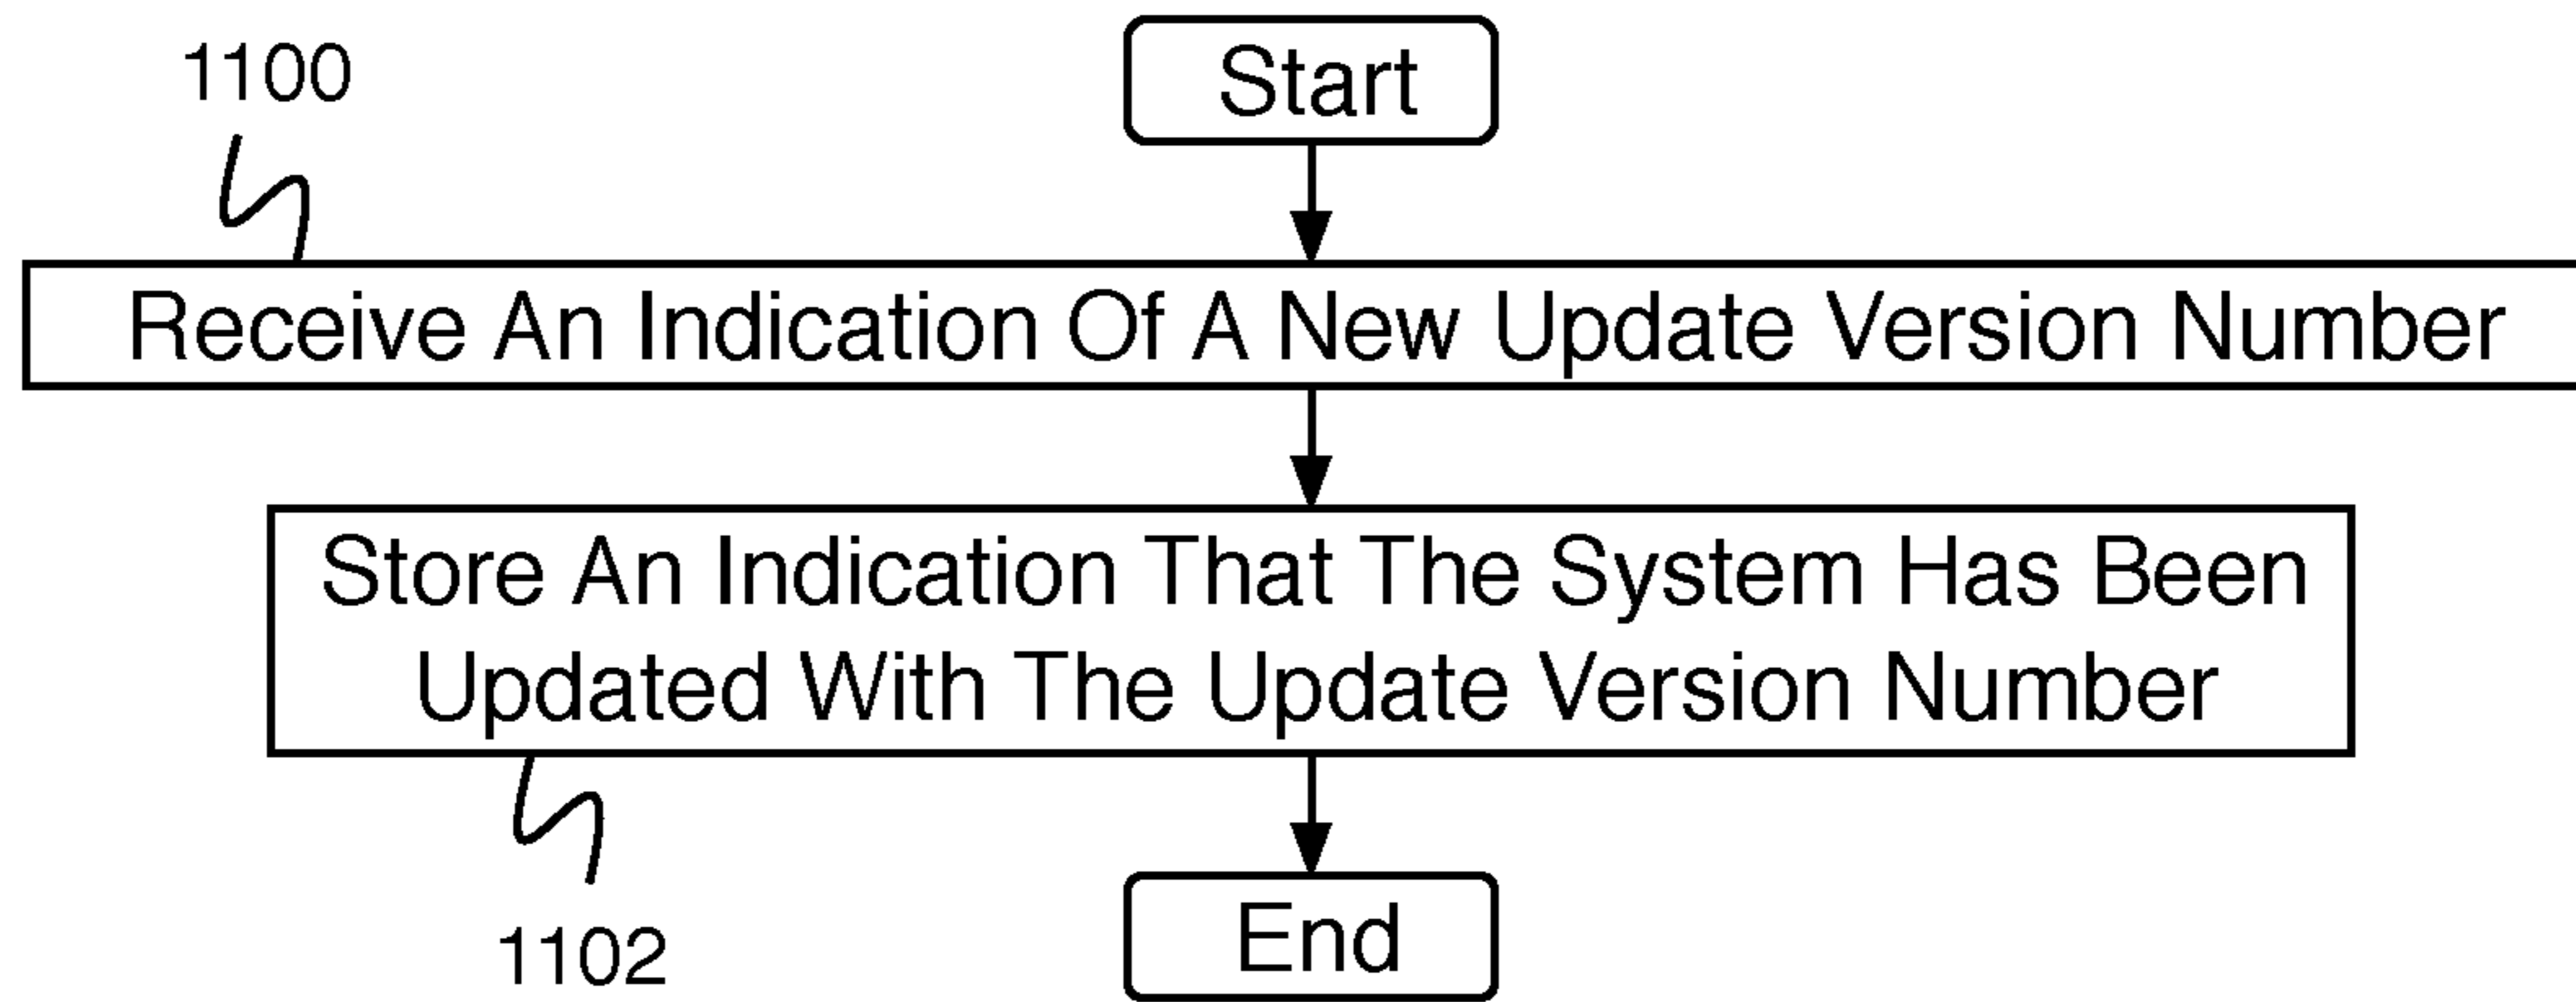 1100
Start
Receive An Indication Of A New Update Version Number
Store An Indication That The System Has Been
Updated With The Update Version Number
1102
End